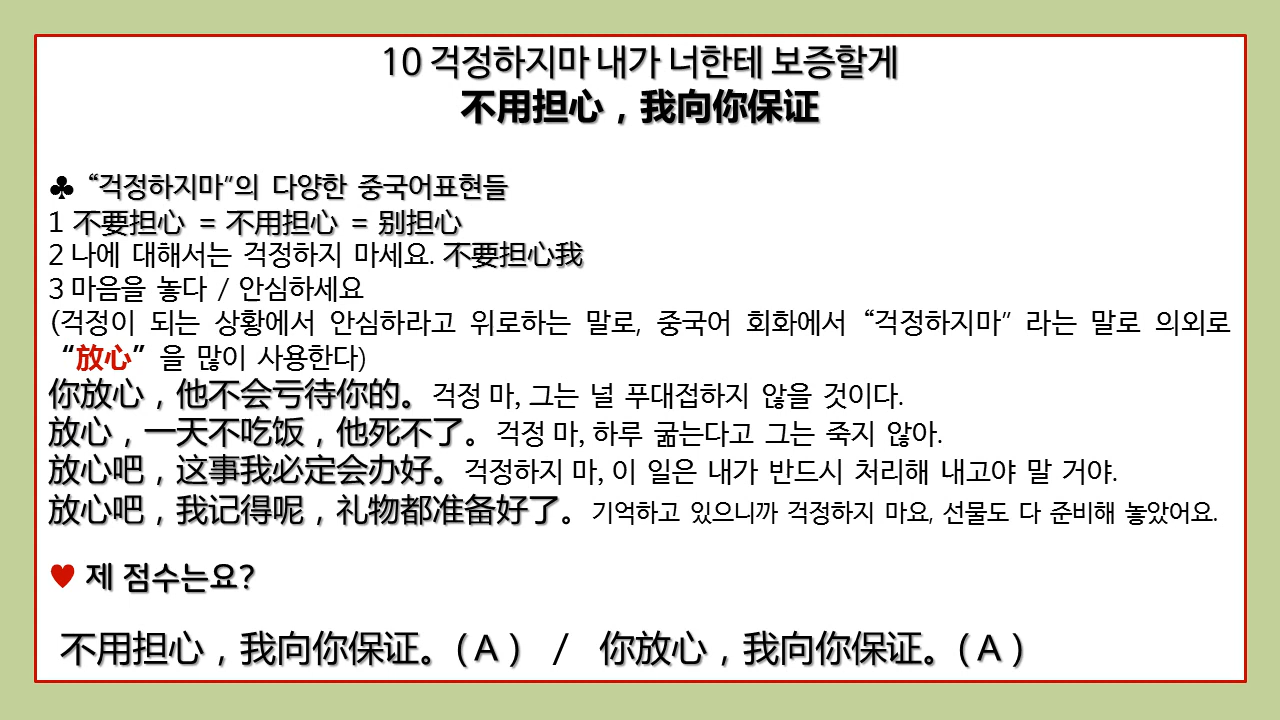 10 걱정하지마 내가 너한테 보증할게
不用担心，我向你保证
♣ “걱정하지마”의 다양한 중국어표현들
1 不要担心 = 不用担心 = 别担心
2 나에 대해서는 걱정하지 마세요. 不要担心我
3 마음을 놓다 / 안심하세요
(걱정이 되는 상황에서 안심하라고 위로하는 말로, 중국어 회화에서 “걱정하지마” 라는 말로 의외로
“放心” 을 많이 사용한다)
你放心，他不会亏待你的。걱정 마, 그는 널 푸대접하지 않을 것이다.
放心，一天不吃饭，他死不了。걱정 마, 하루 굶는다고 그는 죽지 않아.
放心吧，这事我必定会办好。걱정하지 마, 이 일은 내가 반드시 처리해 내고야 말 거야.
放心吧，我记得呢，礼物都准备好了。기억하고 있으니까 걱정하지 마요, 선물도 다 준비해 놓았어요.
♥ 제 점수는요?
不用担心，我向你保证。( A ) / 你放心，我向你保证。( A )